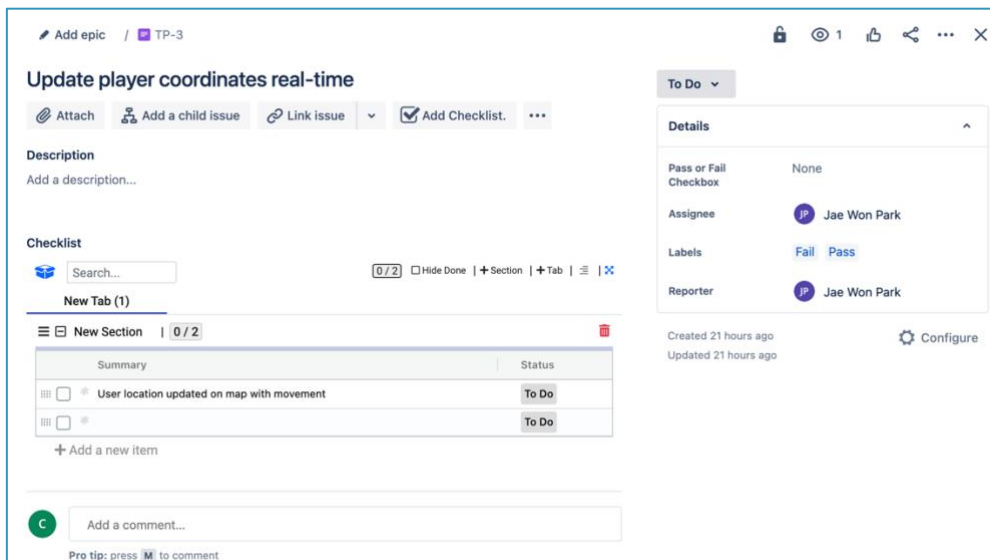 Add epic / TP-3
1
Update player coordinates real-time
Attach Add a child issue Link issue Add Checklist. ...
Description
Add a description...
Checklist
Search... 0 / 2 Hide Done | + Section | + Tab | |
New Tab (1)
New Section | 0 / 2
Summary Status
User location updated on map with movement To Do
To Do
+ Add a new item
C Add a comment...
Pro tip: press M to comment
To Do
Details
Pass or Fail Checkbox None
Assignee JP Jae Won Park
Labels Fail Pass
Reporter JP Jae Won Park
Created 21 hours ago Configure
Updated 21 hours ago